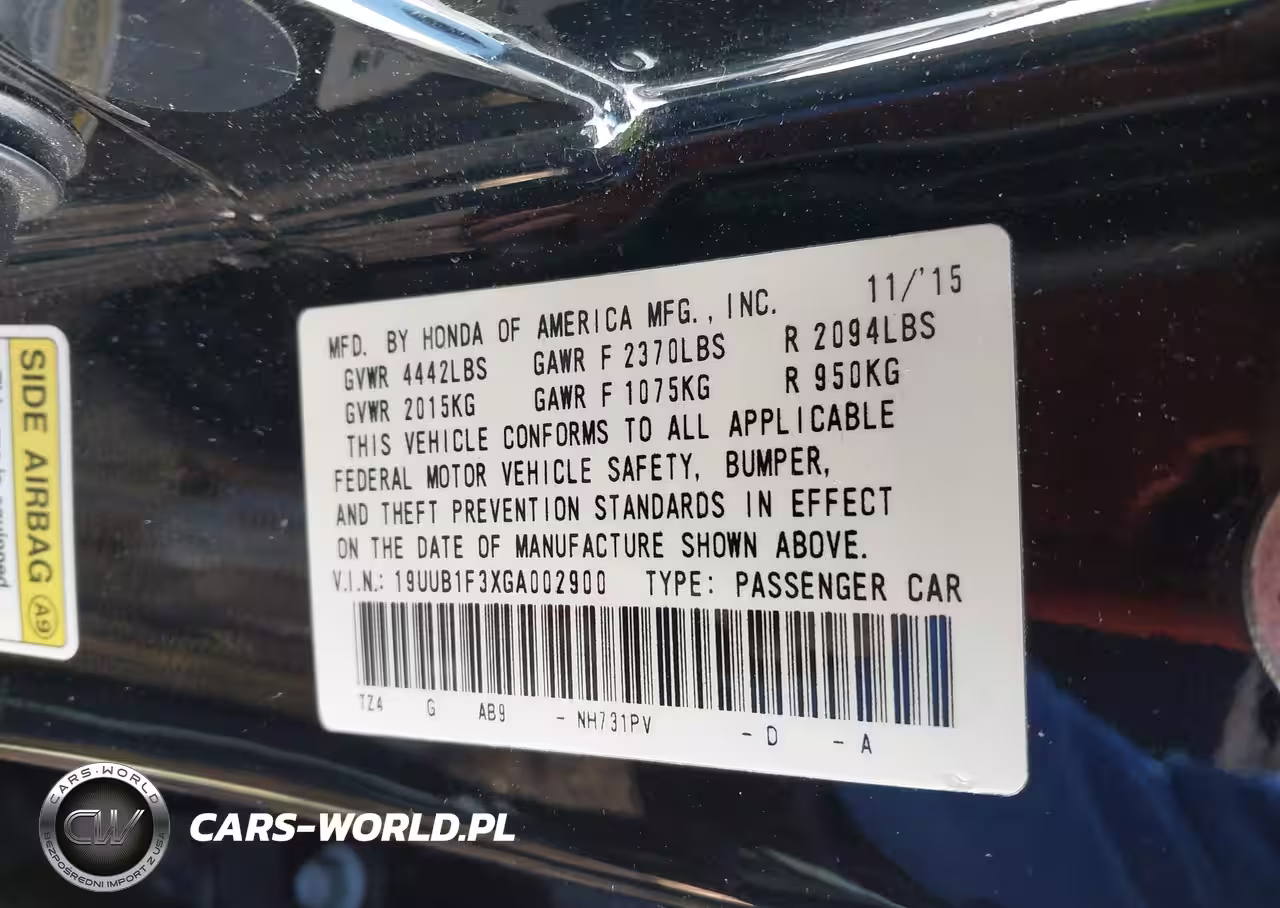 11/'15
MFD. BY HONDA OF AMERICA MFG., INC.
GVWR 4442LBS GAWR F 2370LBS R 2094LBS
GVWR 2015KG GAWR F 1075KG R 950KG
THIS VEHICLE CONFORMS TO ALL APPLICABLE
FEDERAL MOTOR VEHICLE SAFETY, BUMPER,
AND THEFT PREVENTION STANDARDS IN EFFECT
ON THE DATE OF MANUFACTURE SHOWN ABOVE.
V.I.N.: 19UUB1F3XGA002900 TYPE: PASSENGER CAR
TZ4 G AB9 - NH731PV - D - A
SIDE AIRBAG A9
CARS-WORLD
CW
BEZPOŚREDNI IMPORT Z USA
CARS-WORLD.PL